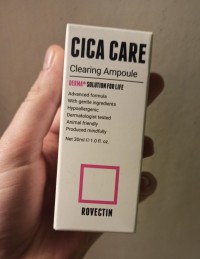 CICA CARE
Clearing Ampoule
DERMA⁺ SOLUTION FOR LIFE
Advanced formula
With gentle ingredients
Hypoallergenic
Dermatologist tested
Animal friendly
Produced mindfully
Net 30ml e 1.0 fl. oz
ROVECTIN